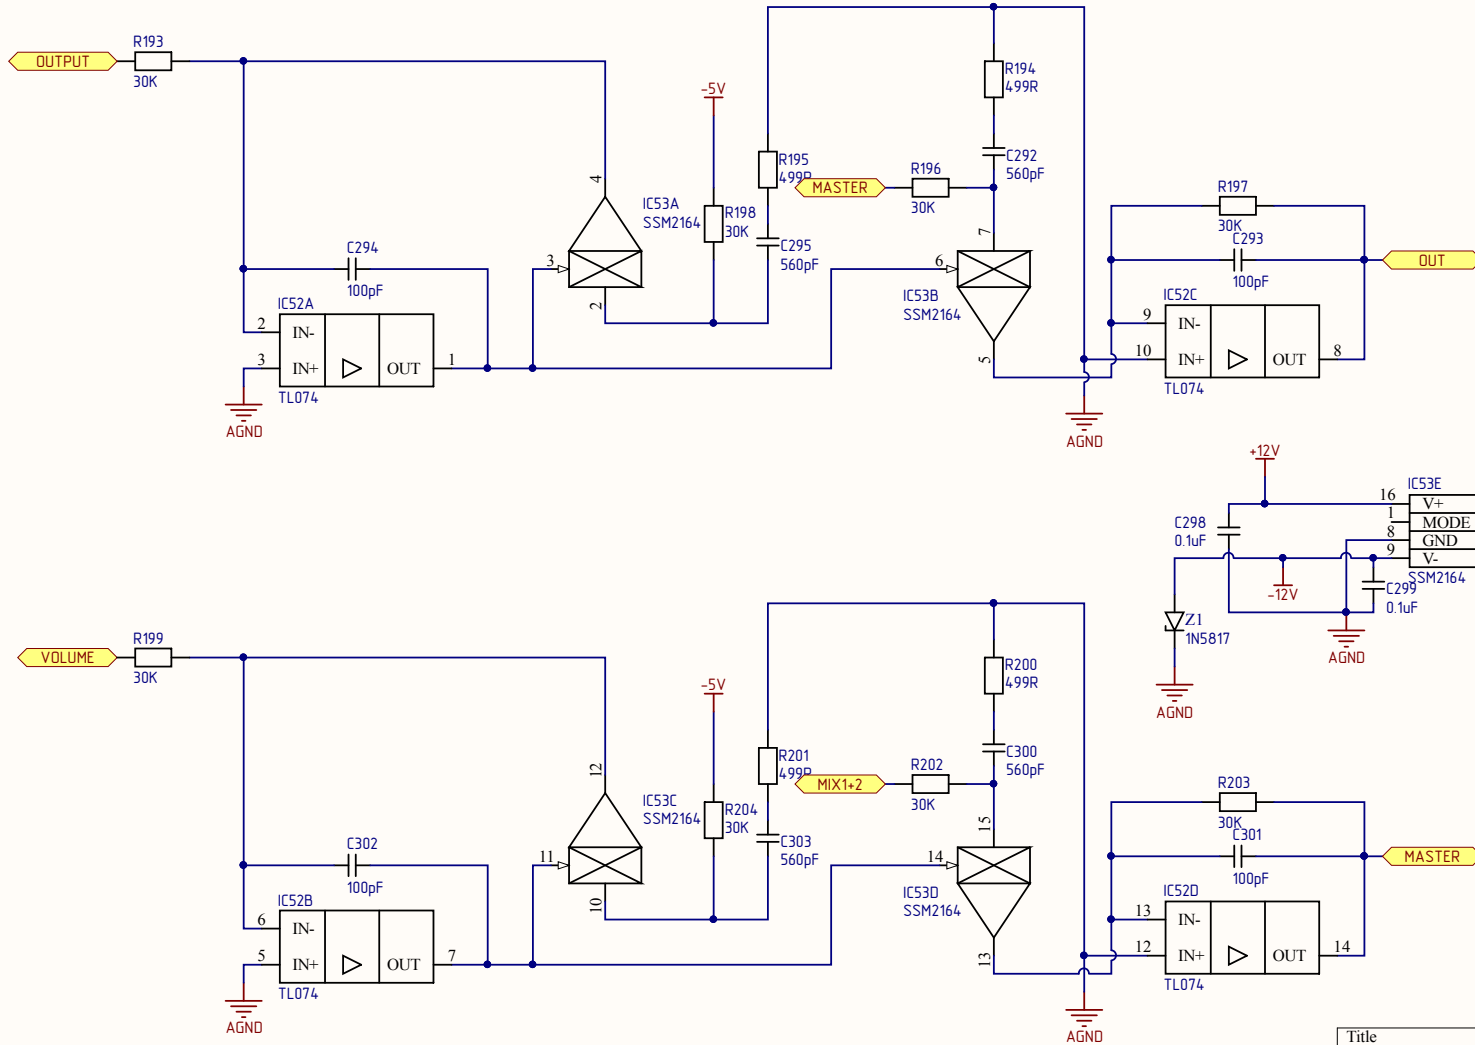 OUTPUT
R193
30K
-5V
R194
499R
C292
560pF
R195
499R
MASTER
R196
30K
R197
30K
C293
100pF
OUT
4
IC53A
SSM2164
R198
30K
C295
560pF
3
2
7
6
IC53B
SSM2164
5
C294
100pF
IC52A
2
IN-
3
IN+
OUT
1
TL074
AGND
IC52C
9
IN-
10
IN+
OUT
8
TL074
AGND
+12V
IC53E
16
V+
1
MODE
8
GND
9
V-
SSM2164
C298
0.1uF
-12V
C299
0.1uF
Z1
1N5817
AGND
AGND
VOLUME
R199
30K
-5V
R200
499R
C300
560pF
R201
499R
MIX1+2
R202
30K
R203
30K
C301
100pF
MASTER
12
IC53C
SSM2164
R204
30K
C303
560pF
11
10
15
14
IC53D
SSM2164
13
C302
100pF
IC52B
6
IN-
5
IN+
OUT
7
TL074
AGND
IC52D
13
IN-
12
IN+
OUT
14
TL074
AGND
Title